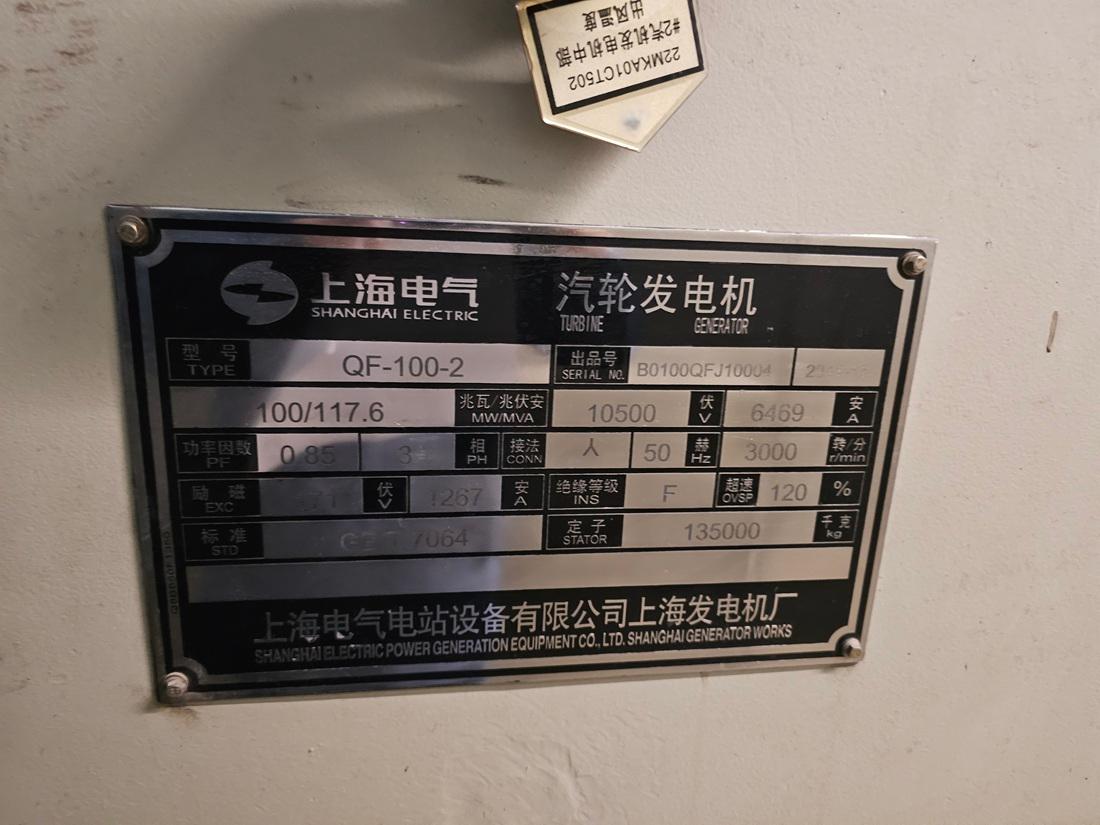 22MKA01CT502
#2汽机发电机中部
出风温度
上海电气 汽轮发电机
SHANGHAI ELECTRIC TURBINE GENERATOR
型号 QF-100-2 出品号 B0100QFJ10004
TYPE SERIAL NO.
100/117.6 兆瓦/兆伏安 10500 伏 6469 安
MW/MVA V A
功率因数 0.85 3 相 接法 人 50 赫 3000 转/分
PF PH CONN Hz r/min
励磁 伏 1267 安 绝缘等级 F 超速 120 %
EXC V A INS OVSP
标准 7064 定子 135000 千克
STD STATOR kg
上海电气电站设备有限公司上海发电机厂
SHANGHAI ELECTRIC POWER GENERATION EQUIPMENT CO., LTD. SHANGHAI GENERATOR WORKS